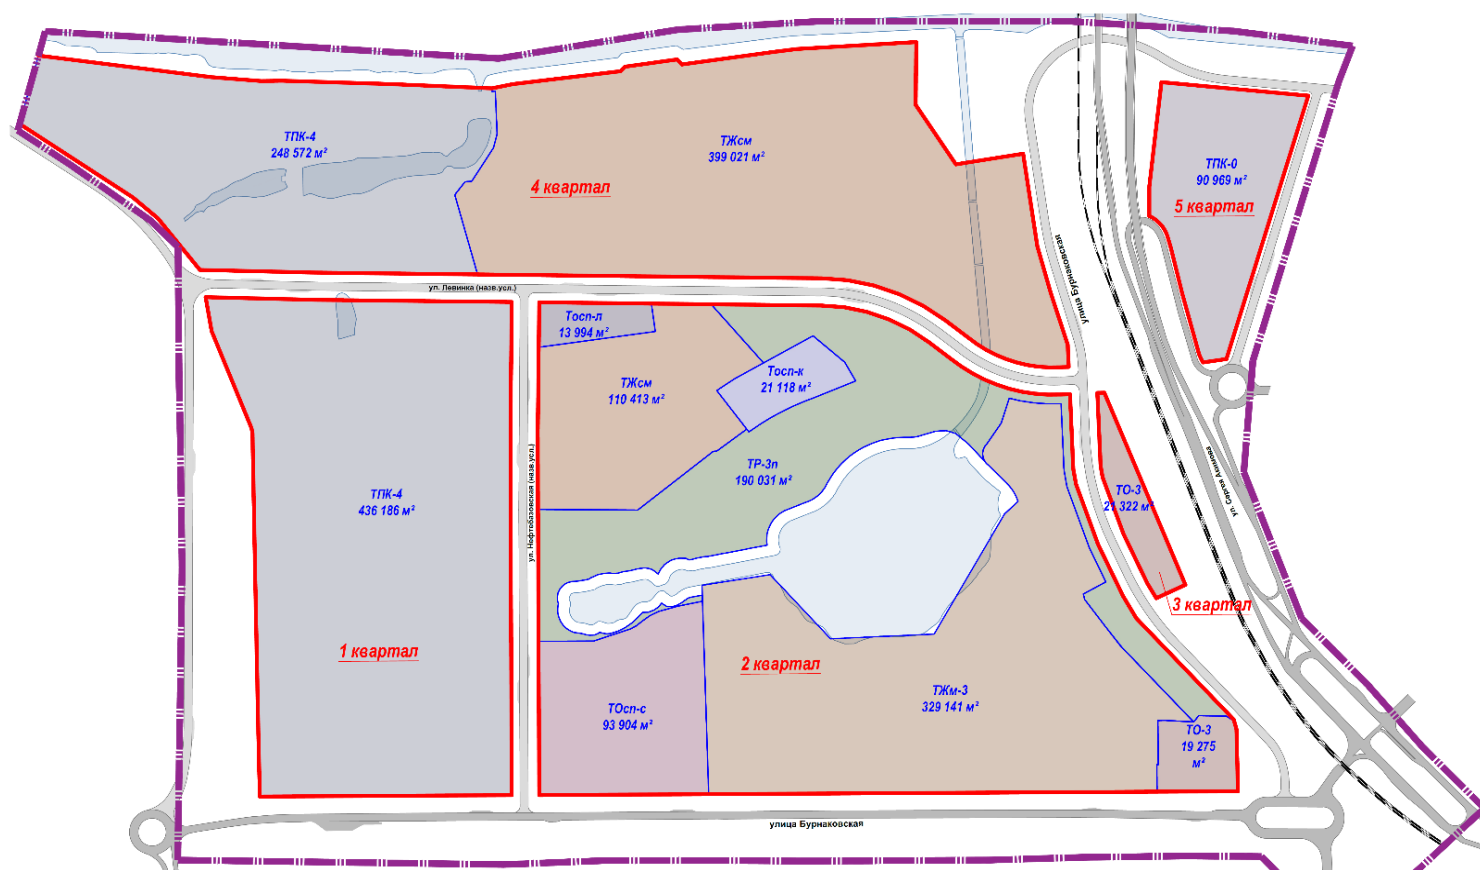 ТПК-4
248 572 м²
ТЖсм
399 021 м²
4 квартал
ТПК-0
90 969 м²
5 квартал
улица Бурнаковская
ул. Левинка (назв.усл.)
Тосп-л
13 994 м²
ТЖсм
110 413 м²
Тосп-к
21 118 м²
ТР-3п
190 031 м²
ТПК-4
436 186 м²
ул. Нефтебазовская (назв.усл.)
ТО-3
21 322 м²
ул. Сергея Акимова
3 квартал
1 квартал
2 квартал
ТОсп-с
93 904 м²
ТЖм-3
329 141 м²
ТО-3
19 275
м²
улица Бурнаковская